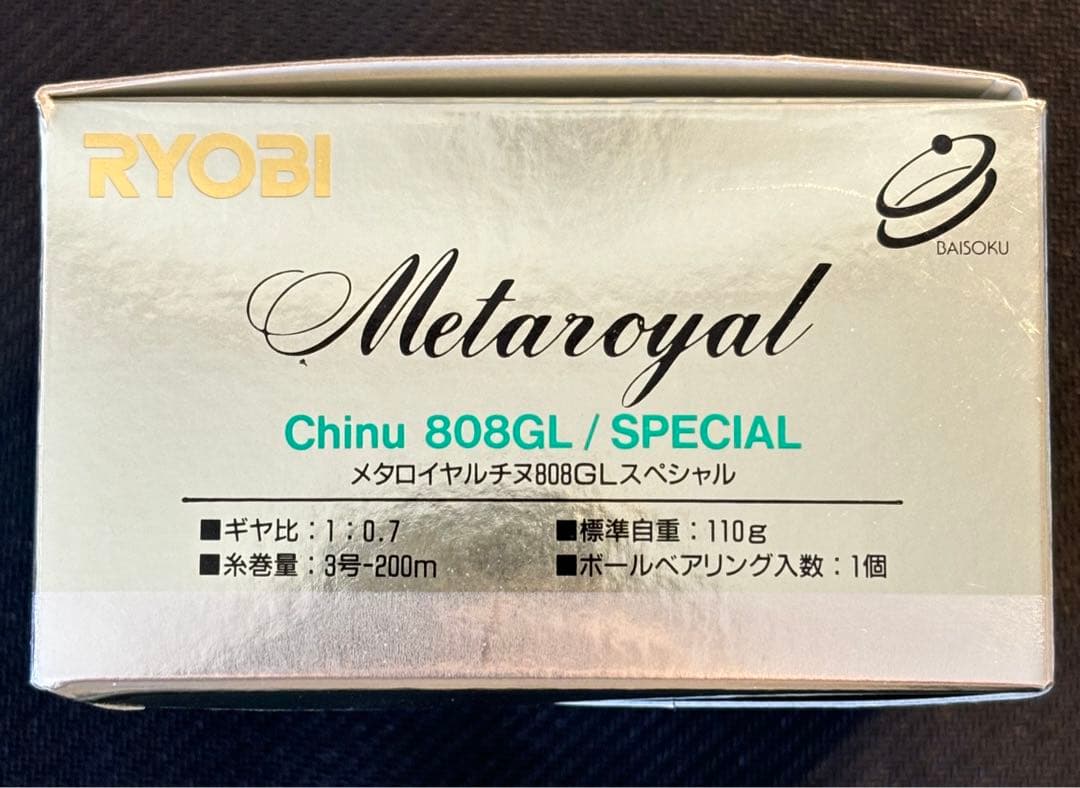 RYOBI
BAISOKU
Metaroyal
Chinu 808GL / SPECIAL
メタロイヤルチヌ808GLスペシャル
■ギヤ比：1：0.7 ■標準自重：110g
■糸巻量：3号-200m ■ボールベアリング入数：1個